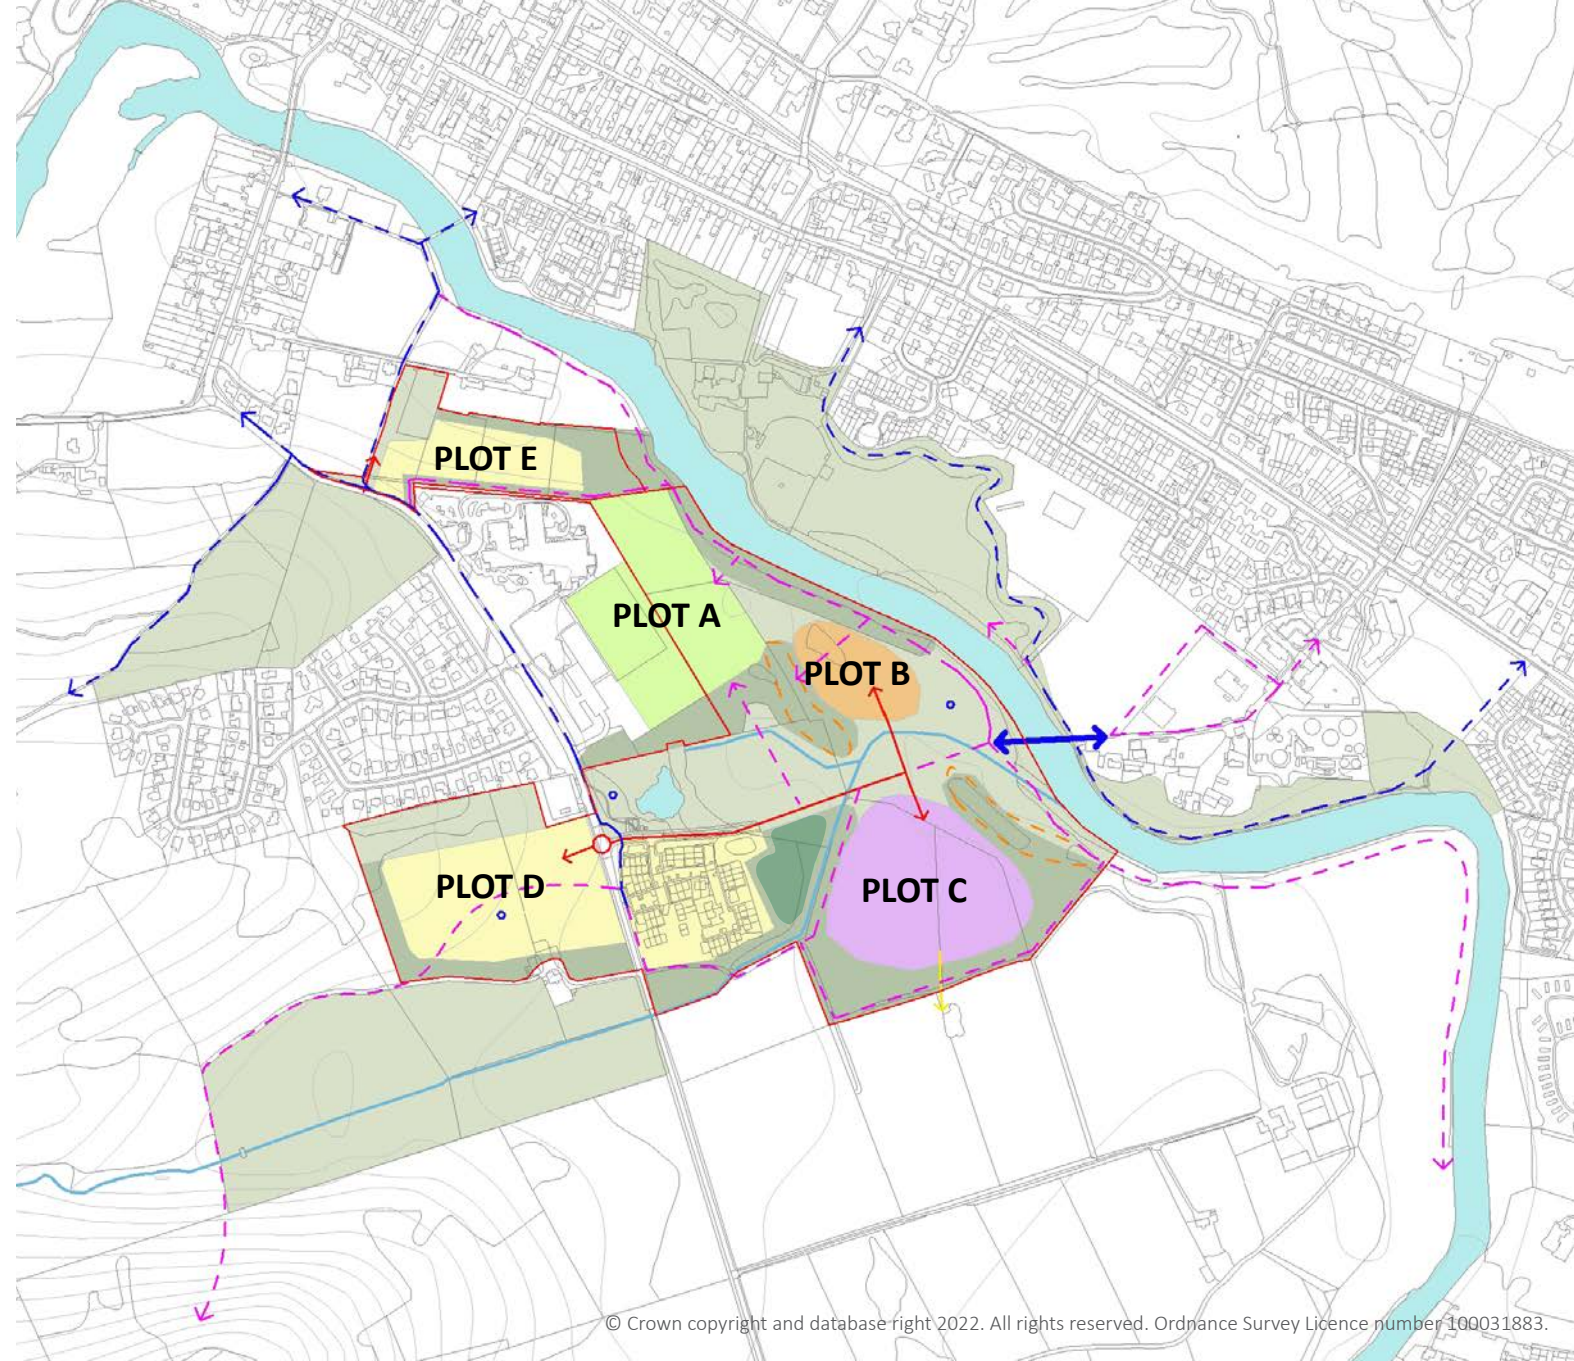 PLOT E
PLOT A
PLOT B
PLOT D
PLOT C
© Crown copyright and database right 2022. All rights reserved. Ordnance Survey Licence number 100031883.